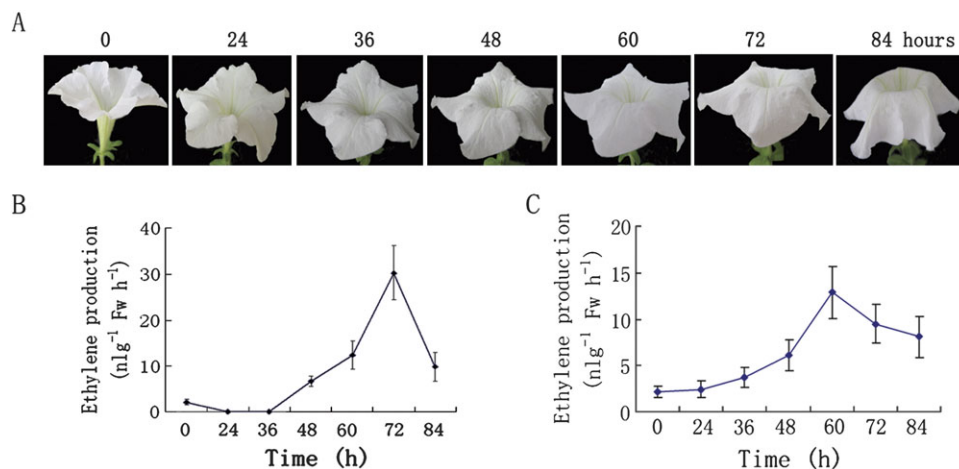 A
0 24 36 48 60 72 84 hours
B
Ethylene production
(nlg⁻¹ Fw h⁻¹)
40
30
20
10
0
0 24 36 48 60 72 84
Time (h)
C
Ethylene production
(nlg⁻¹ Fw h⁻¹)
20
15
10
5
0
0 24 36 48 60 72 84
Time (h)